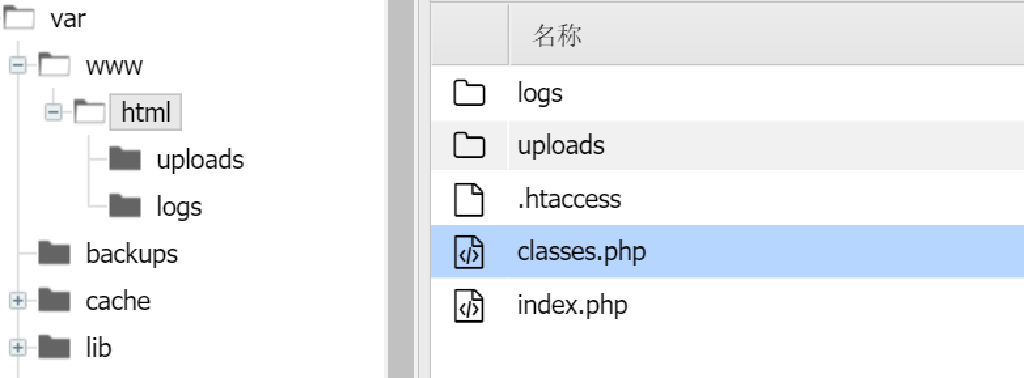 var
www
html
uploads
logs
backups
cache
lib
名称
logs
uploads
.htaccess
classes.php
index.php